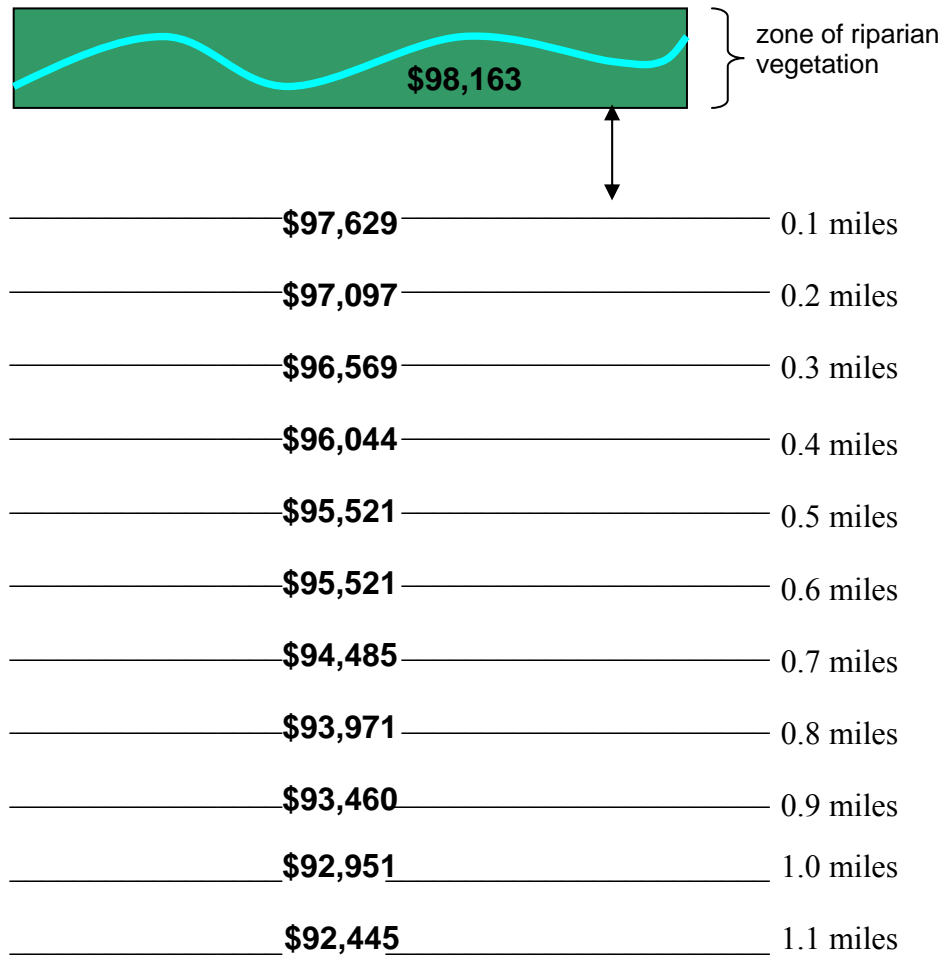 zone of riparian
vegetation
$98,163
$97,629 0.1 miles
$97,097 0.2 miles
$96,569 0.3 miles
$96,044 0.4 miles
$95,521 0.5 miles
$95,521 0.6 miles
$94,485 0.7 miles
$93,971 0.8 miles
$93,460 0.9 miles
$92,951 1.0 miles
$92,445 1.1 miles